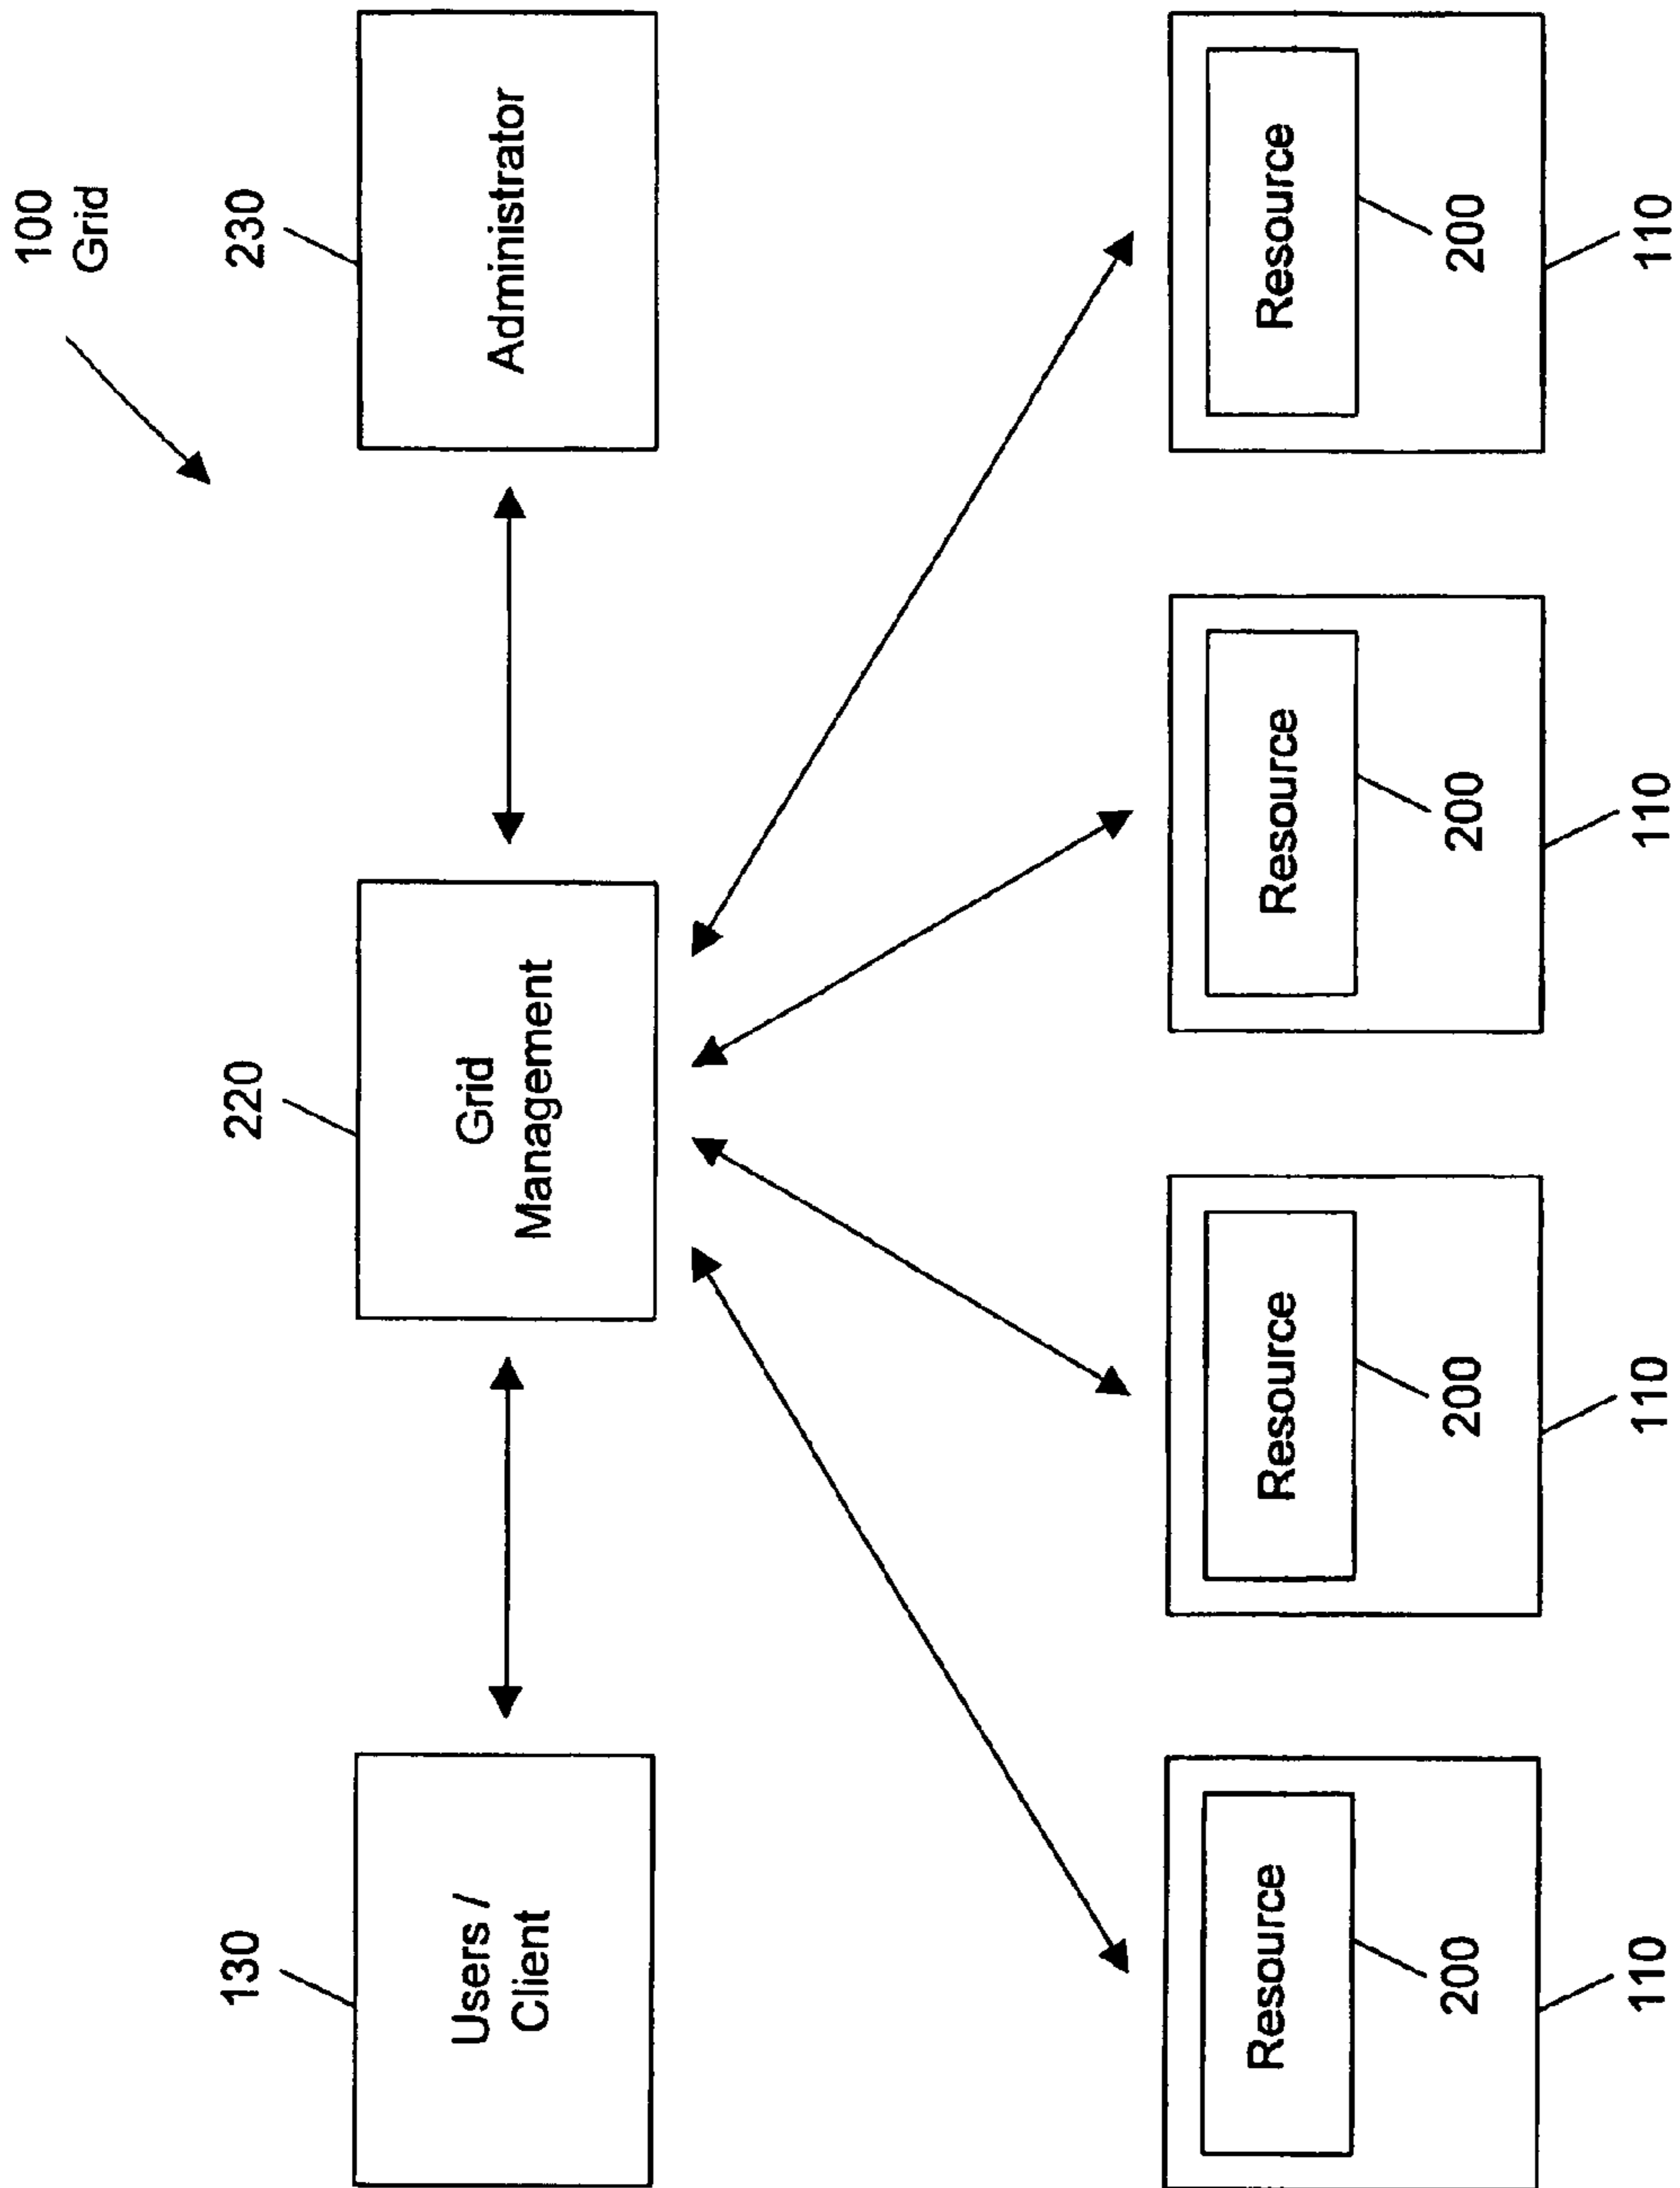 100
Grid
130
220
230
Users /
Client
Grid
Management
Administrator
Resource
Resource
Resource
Resource
200
200
200
200
110
110
110
110